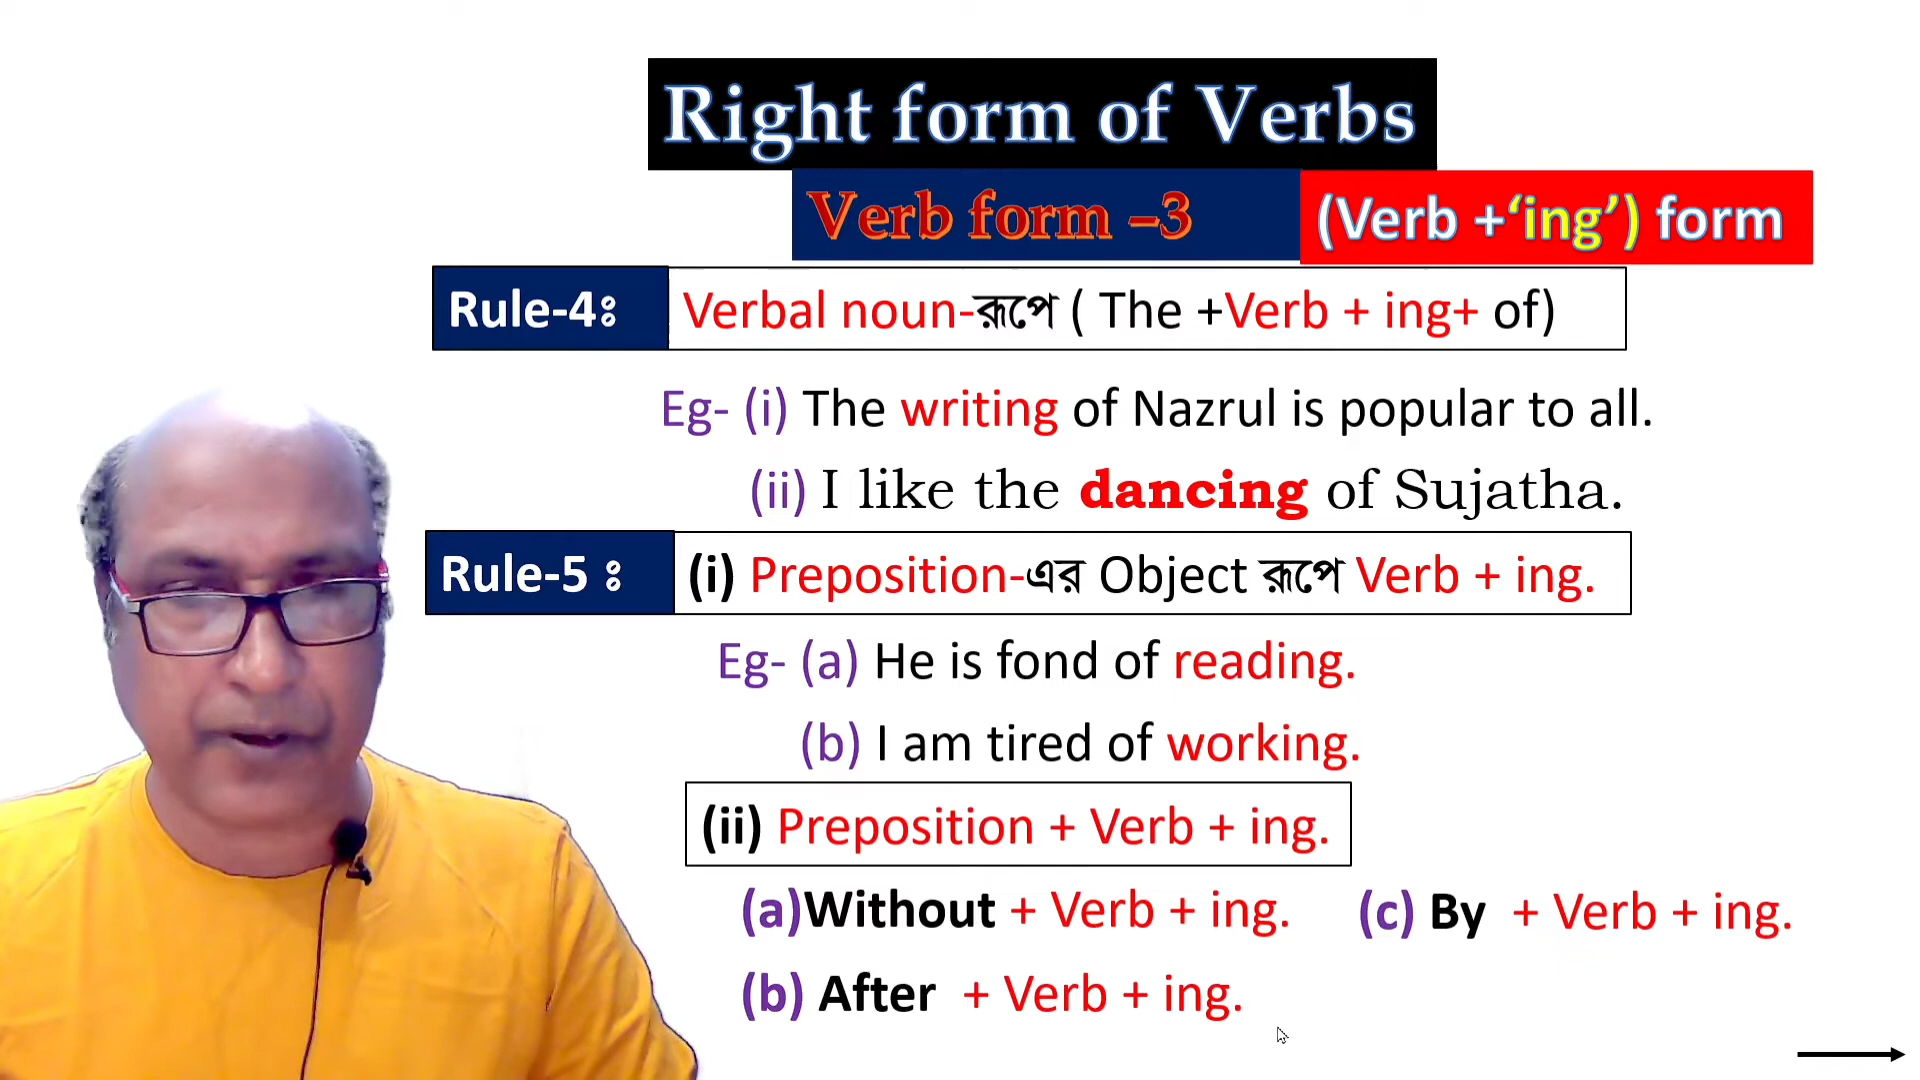 Right form of Verbs
Verb form –3 (Verb +‘ing’) form
Rule-4ঃ Verbal noun-রূপে ( The +Verb + ing+ of)
Eg- (i) The writing of Nazrul is popular to all.
(ii) I like the dancing of Sujatha.
Rule-5 ঃ (i) Preposition-এর Object রূপে Verb + ing.
Eg- (a) He is fond of reading.
(b) I am tired of working.
(ii) Preposition + Verb + ing.
(a)Without + Verb + ing. (c) By + Verb + ing.
(b) After + Verb + ing.